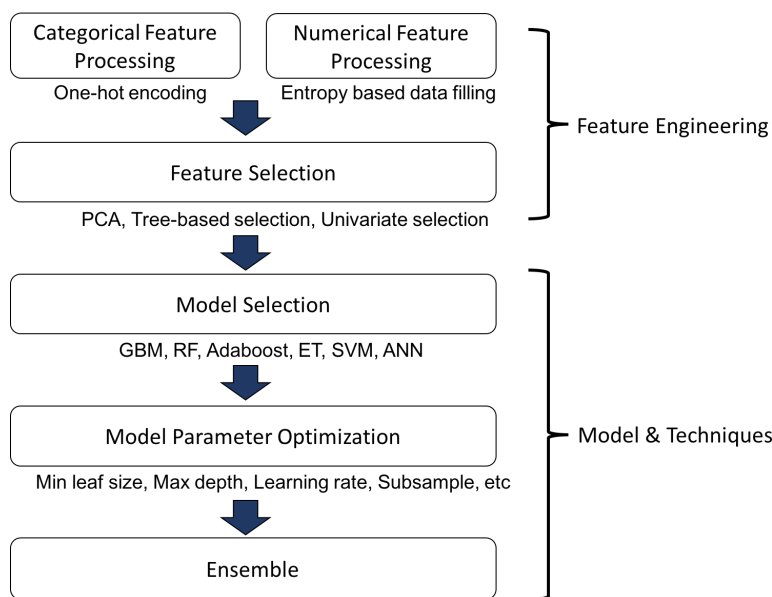 Categorical Feature
Processing
Numerical Feature
Processing
One-hot encoding
Entropy based data filling
Feature Engineering
Feature Selection
PCA, Tree-based selection, Univariate selection
Model Selection
GBM, RF, Adaboost, ET, SVM, ANN
Model Parameter Optimization
Model & Techniques
Min leaf size, Max depth, Learning rate, Subsample, etc
Ensemble